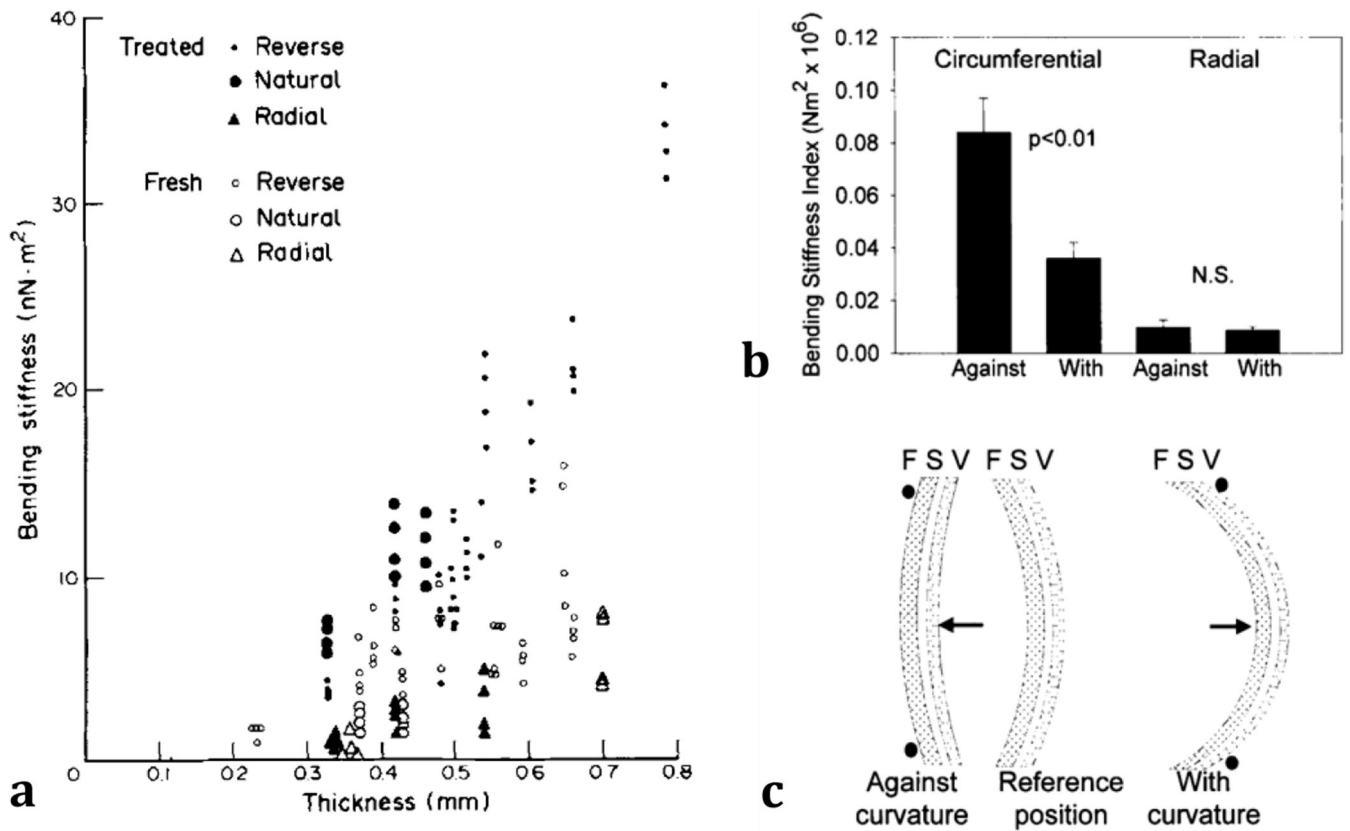 40
30
20
10
0
Bending stiffness (nN·m²)
Treated • Reverse
● Natural
▲ Radial
Fresh ○ Reverse
○ Natural
△ Radial
0.1 0.2 0.3 0.4 0.5 0.6 0.7 0.8
Thickness (mm)
a
0.12
0.10
0.08
0.06
0.04
0.02
0.00
Bending Stiffness Index (Nm² x 10⁶)
Circumferential Radial
p<0.01
N.S.
Against With Against With
b
F S V F S V F S V
Against curvature
Reference position
With curvature
c